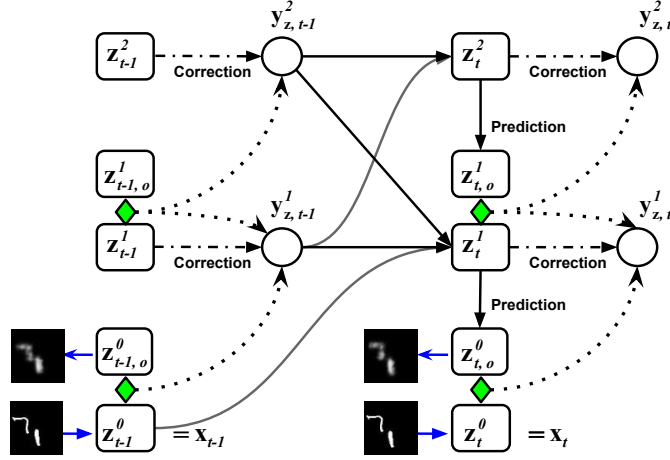 y²z, t-1
y²z, t
z²t-1
Correction
z²t
Correction
Prediction
z¹t-1, o
z¹t, o
y¹z, t-1
y¹z, t
z¹t-1
Correction
z¹t
Correction
Prediction
z⁰t-1, o
z⁰t, o
z⁰t-1
= xt-1
z⁰t
= xt